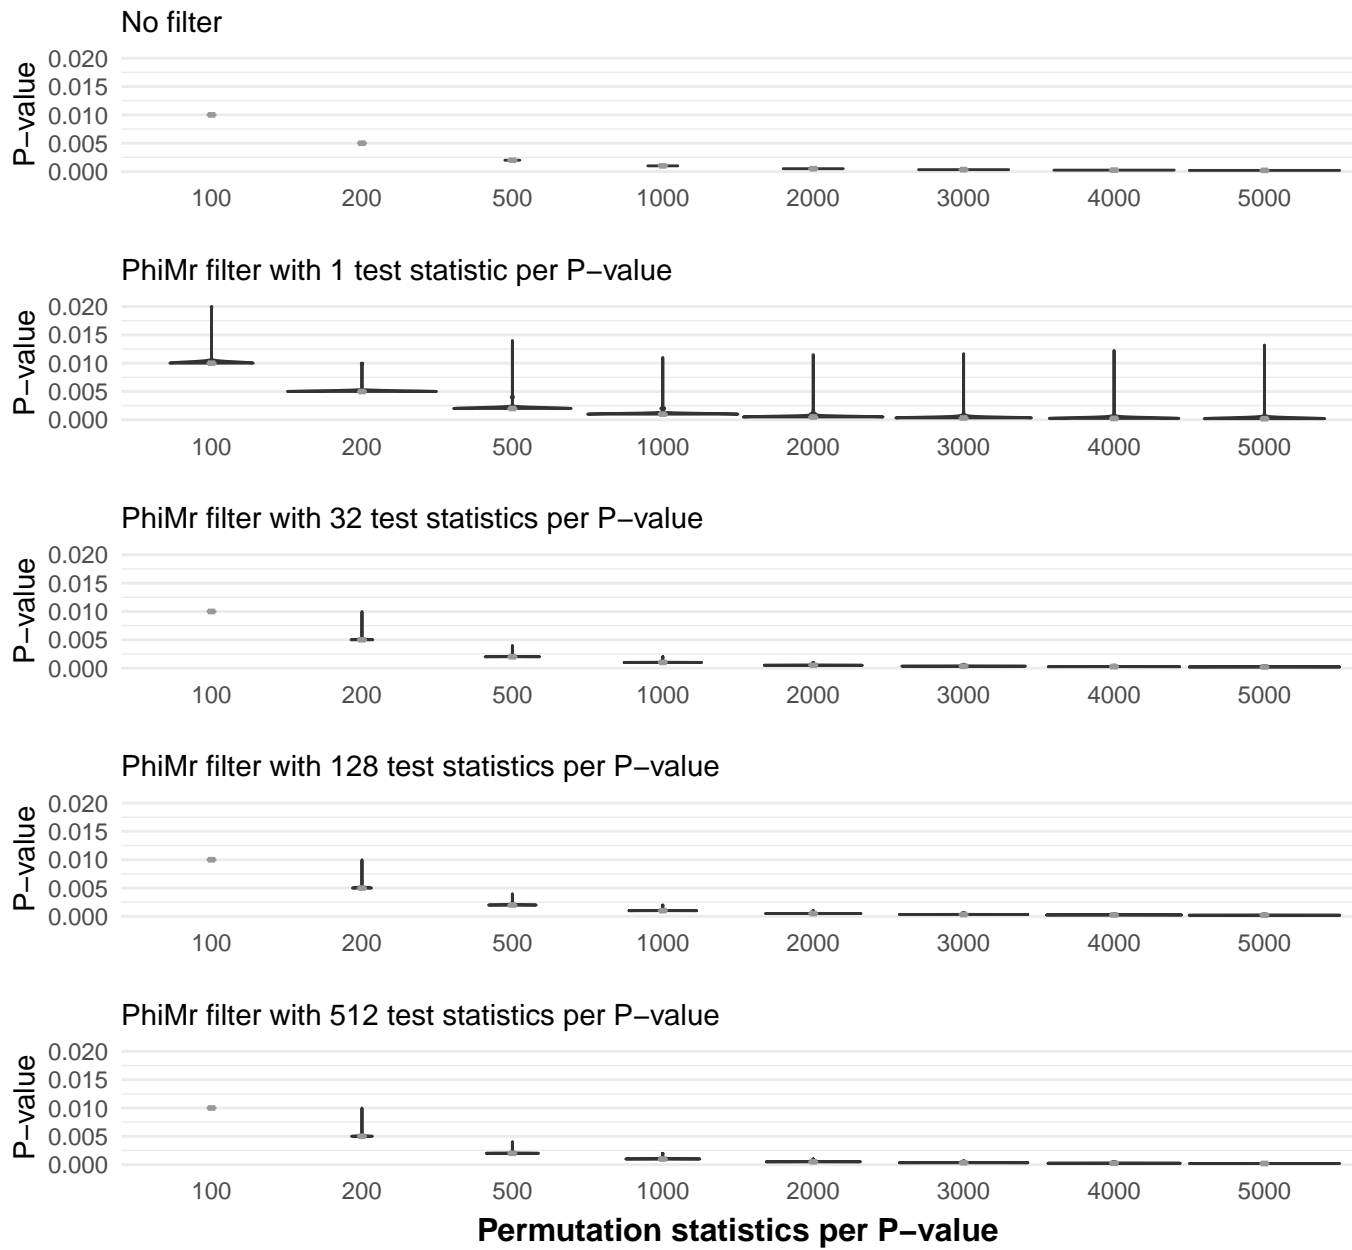 No filter
P−value
0.020
0.015
0.010
0.005
0.000
100 200 500 1000 2000 3000 4000 5000
PhiMr filter with 1 test statistic per P−value
P−value
0.020
0.015
0.010
0.005
0.000
100 200 500 1000 2000 3000 4000 5000
PhiMr filter with 32 test statistics per P−value
P−value
0.020
0.015
0.010
0.005
0.000
100 200 500 1000 2000 3000 4000 5000
PhiMr filter with 128 test statistics per P−value
P−value
0.020
0.015
0.010
0.005
0.000
100 200 500 1000 2000 3000 4000 5000
PhiMr filter with 512 test statistics per P−value
P−value
0.020
0.015
0.010
0.005
0.000
100 200 500 1000 2000 3000 4000 5000
Permutation statistics per P−value